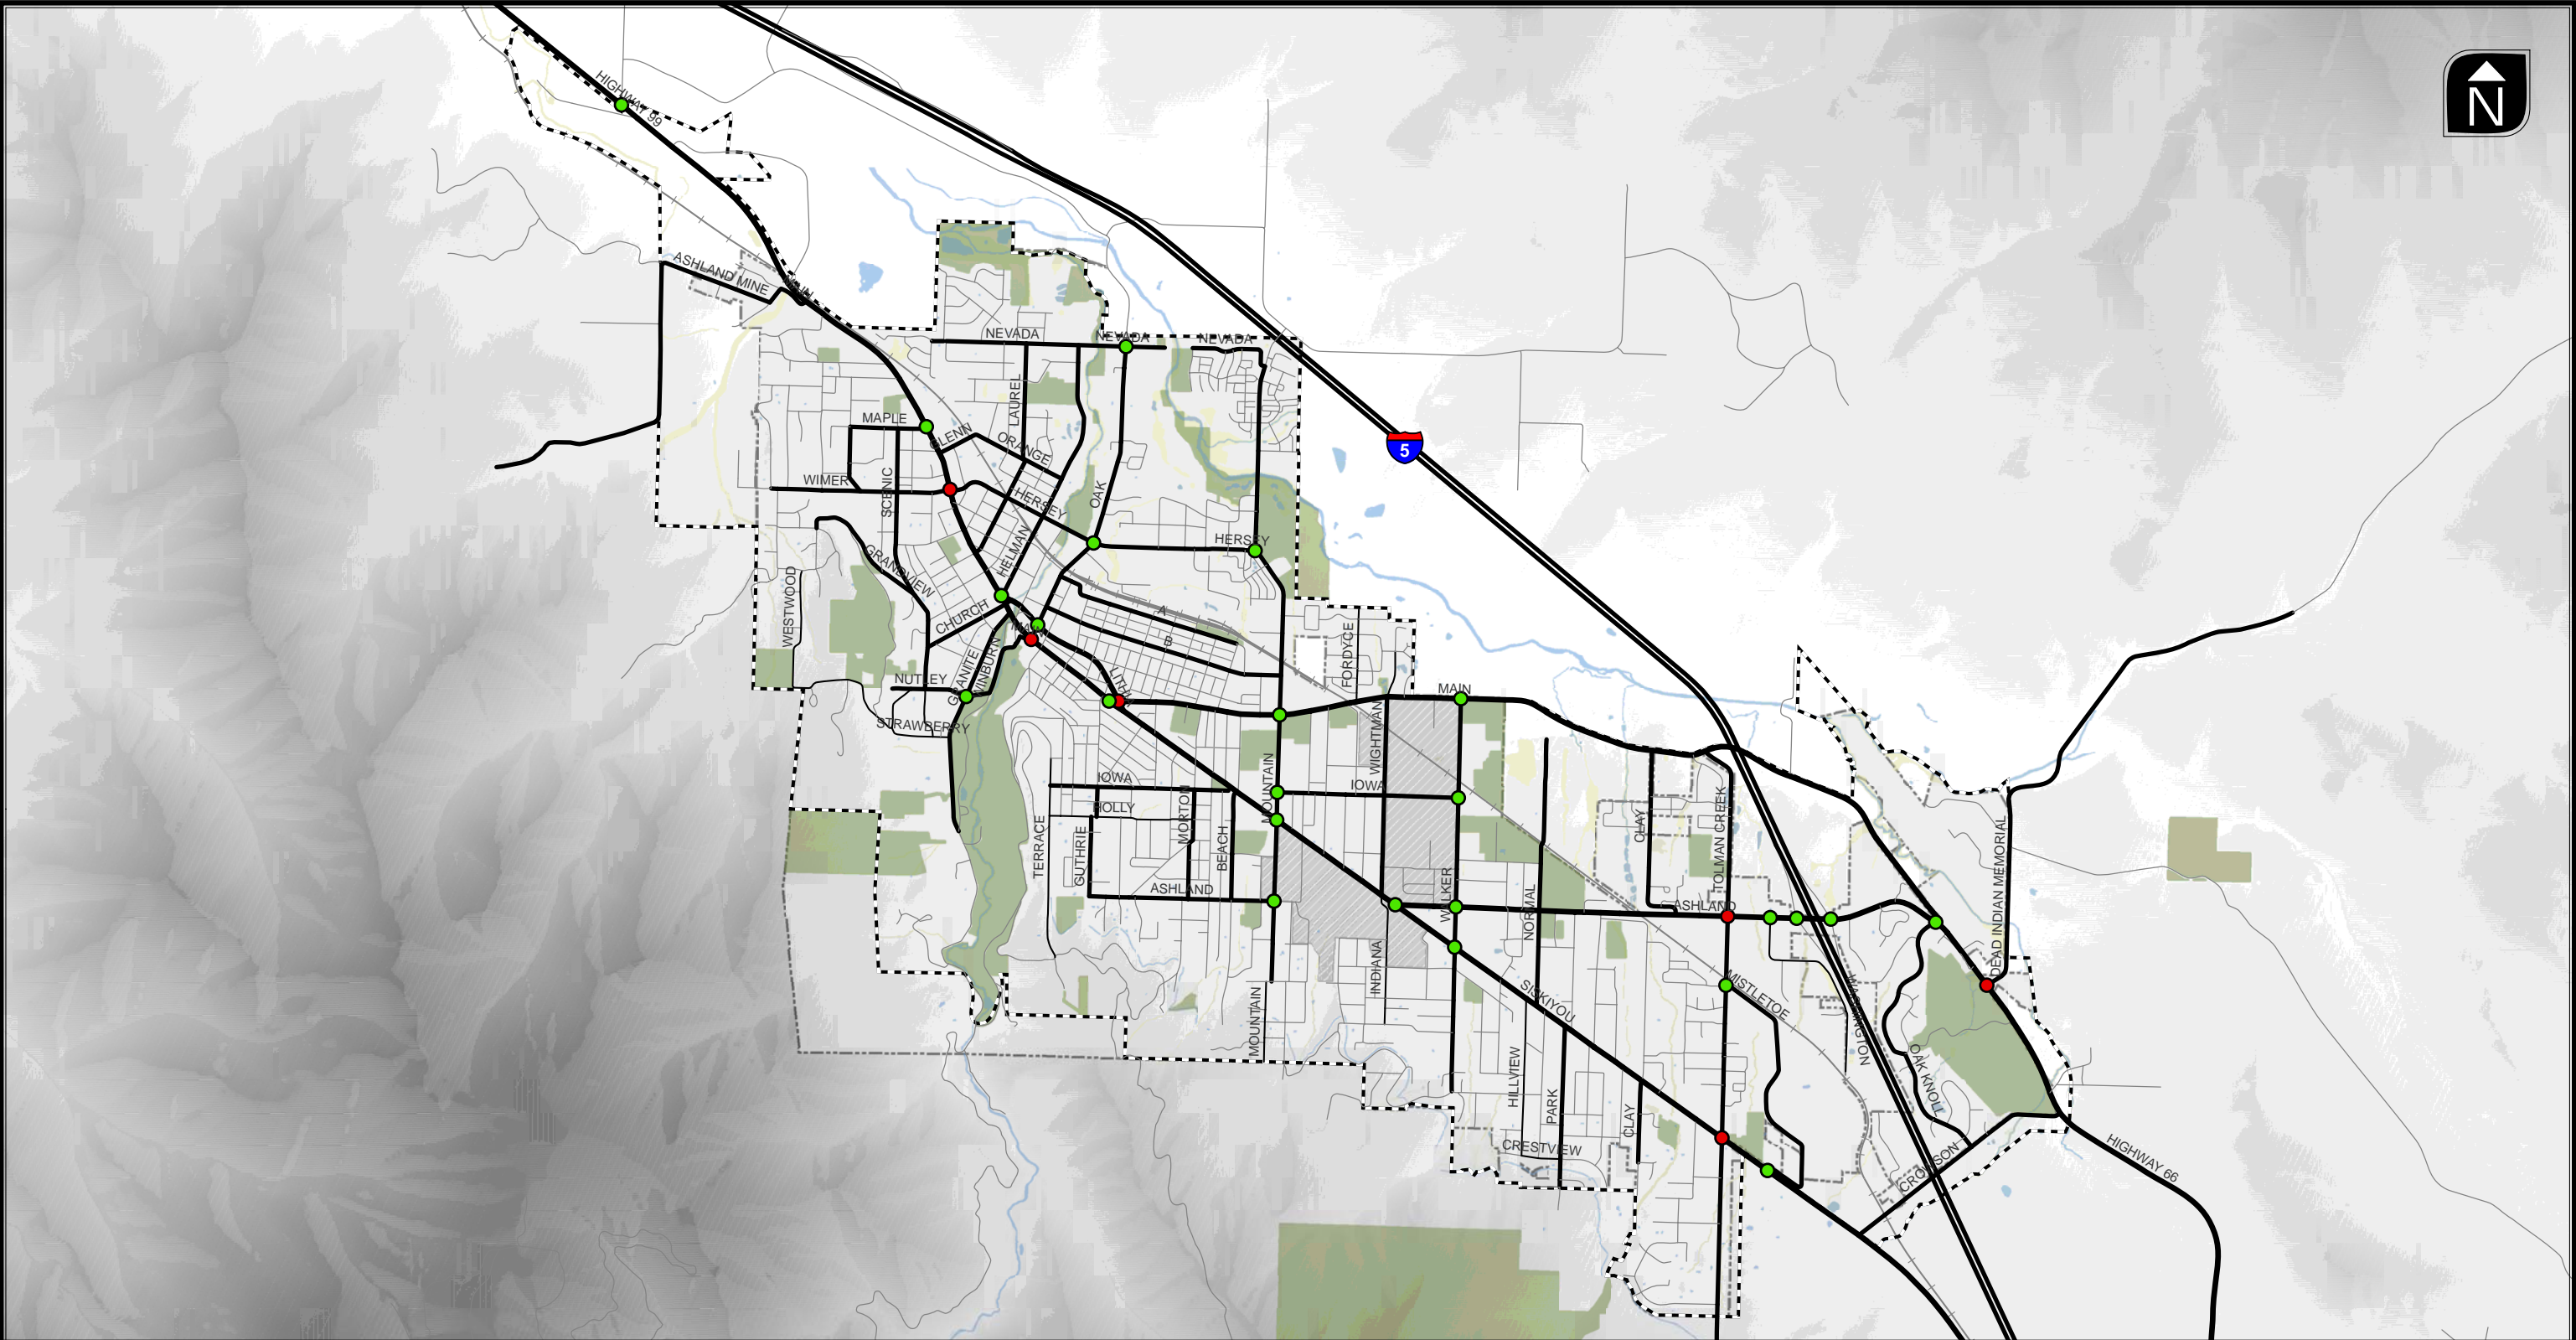 N
HIGHWAY 99
ASHLAND MINE
MAIN
NEVADA
NEVADA
NEVADA
LAUREL
MAPLE
GLENN
ORANGE
5
WIMER
SCENIC
HERSEY
OAK
HERSEY
HELMAN
GRANDVIEW
WESTWOOD
CHURCH
A
B
FORDYCE
GRANITE
WINBURN
NUTLEY
LITHIA
MAIN
STRAWBERRY
WIGHTMAN
IOWA
MOUNTAIN
IOWA
HOLLY
MORTON
TOLMAN CREEK
CLAY
TERRACE
GUTHRIE
BEACH
DEAD INDIAN MEMORIAL
ASHLAND
WALKER
NORMAL
ASHLAND
INDIANA
MOUNTAIN
SISKIYOU
MISTLETOE
WASHINGTON
OAK KNOLL
HILLVIEW
PARK
CLAY
CRESTVIEW
CROWSON
HIGHWAY 66